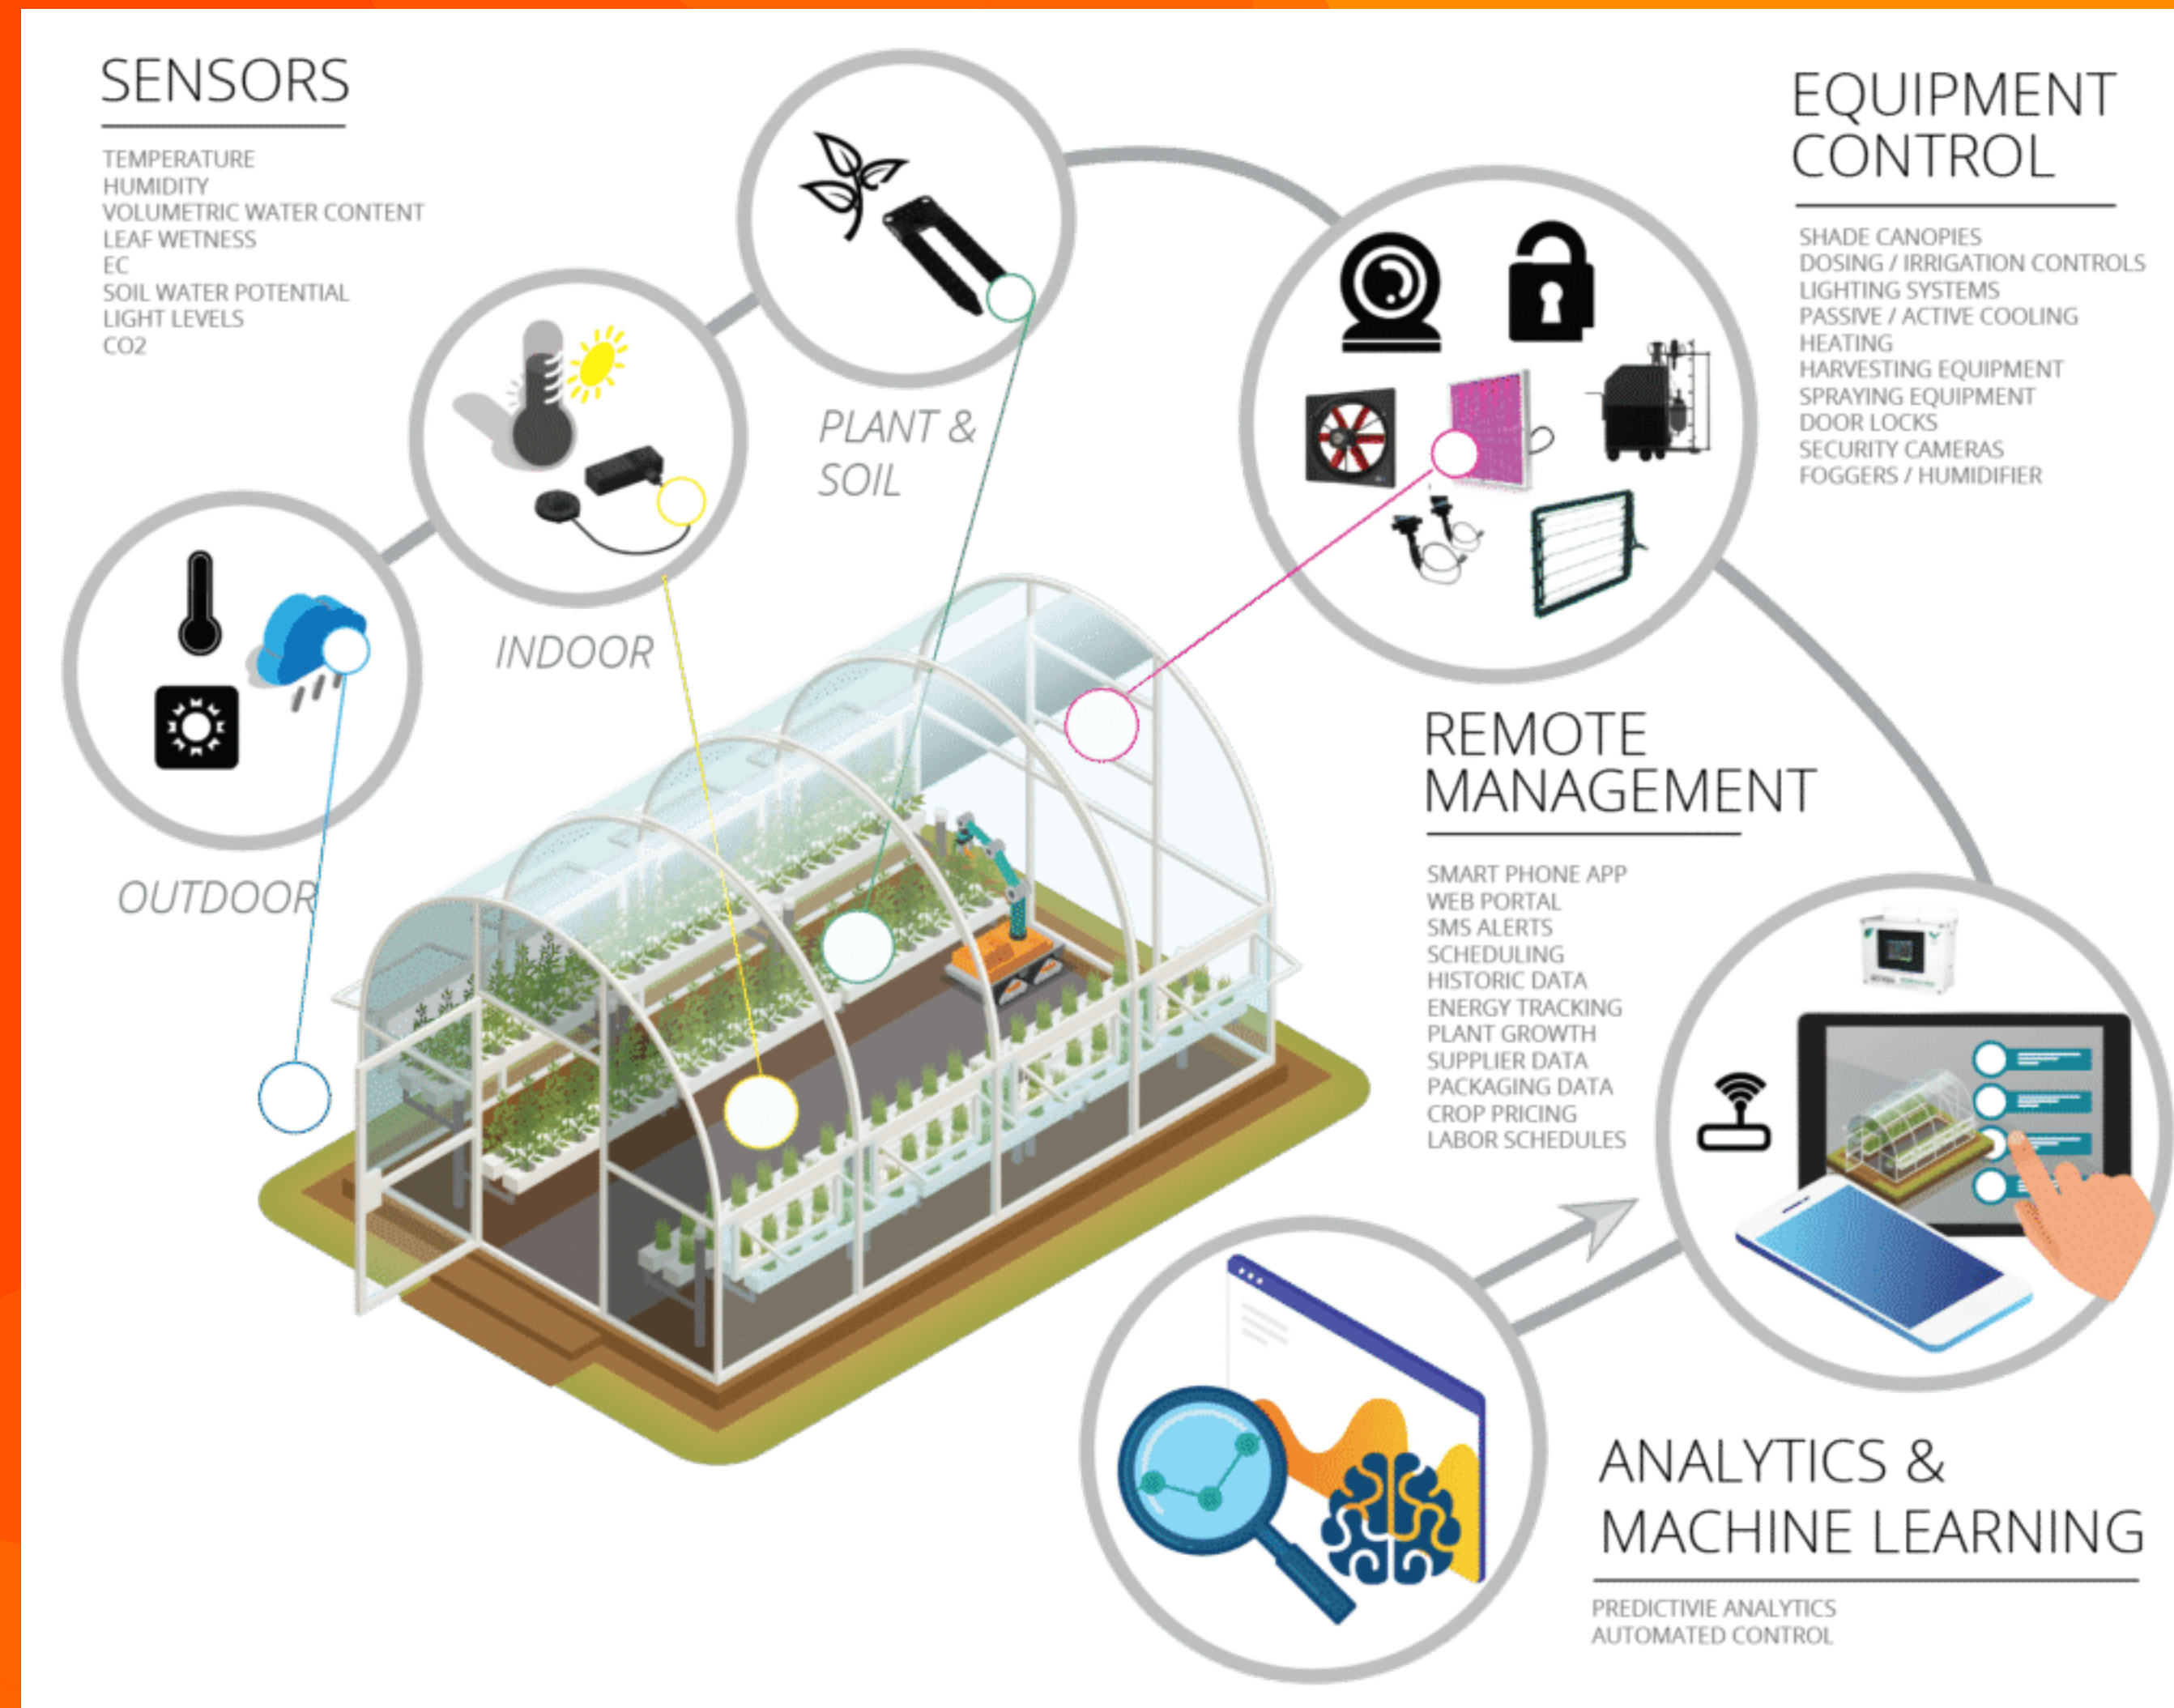 SENSORS
TEMPERATURE
HUMIDITY
VOLUMETRIC WATER CONTENT
LEAF WETNESS
EC
SOIL WATER POTENTIAL
LIGHT LEVELS
CO2
PLANT &
SOIL
INDOOR
OUTDOOR
EQUIPMENT
CONTROL
SHADE CANOPIES
DOSING / IRRIGATION CONTROLS
LIGHTING SYSTEMS
PASSIVE / ACTIVE COOLING
HEATING
HARVESTING EQUIPMENT
SPRAYING EQUIPMENT
DOOR LOCKS
SECURITY CAMERAS
FOGGERS / HUMIDIFIER
REMOTE
MANAGEMENT
SMART PHONE APP
WEB PORTAL
SMS ALERTS
SCHEDULING
HISTORIC DATA
ENERGY TRACKING
PLANT GROWTH
SUPPLIER DATA
PACKAGING DATA
CROP PRICING
LABOR SCHEDULES
ANALYTICS &
MACHINE LEARNING
PREDICTIVIE ANALYTICS
AUTOMATED CONTROL